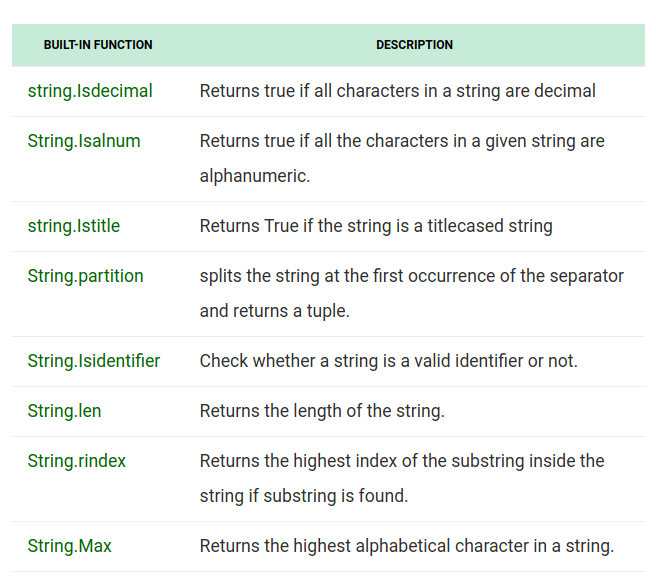 BUILT-IN FUNCTION DESCRIPTION
string.Isdecimal Returns true if all characters in a string are decimal
String.Isalnum Returns true if all the characters in a given string are
alphanumeric.
string.Istitle Returns True if the string is a titlecased string
String.partition splits the string at the first occurrence of the separator
and returns a tuple.
String.Isidentifier Check whether a string is a valid identifier or not.
String.len Returns the length of the string.
String.rindex Returns the highest index of the substring inside the
string if substring is found.
String.Max Returns the highest alphabetical character in a string.